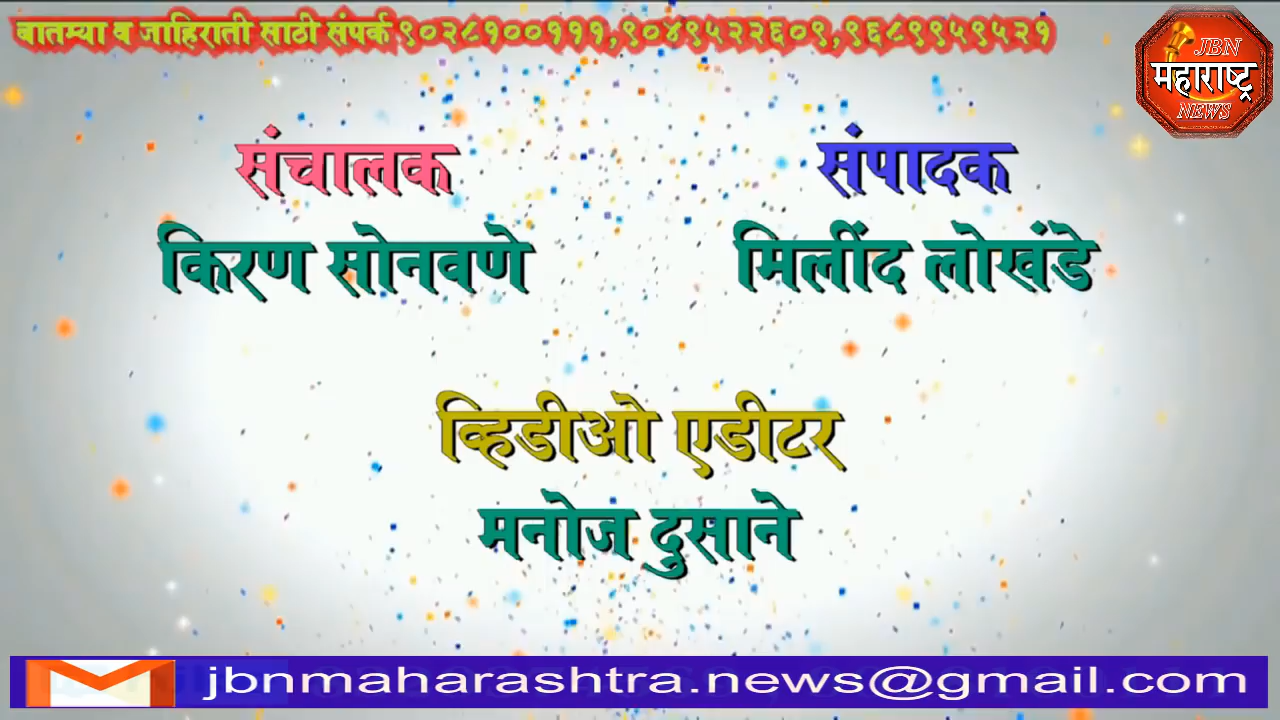 बातम्या व जाहिराती साठी संपर्क ९०२८१००१११,९०४९५२२६०९,९६८९९५९५२१
JBN
महाराष्ट्र
NEWS
संचालक
किरण सोनवणे
संपादक
मिलींद लोखंडे
व्हिडीओ एडीटर
मनोज दुसाने
jbnmaharashtra.news@gmail.com